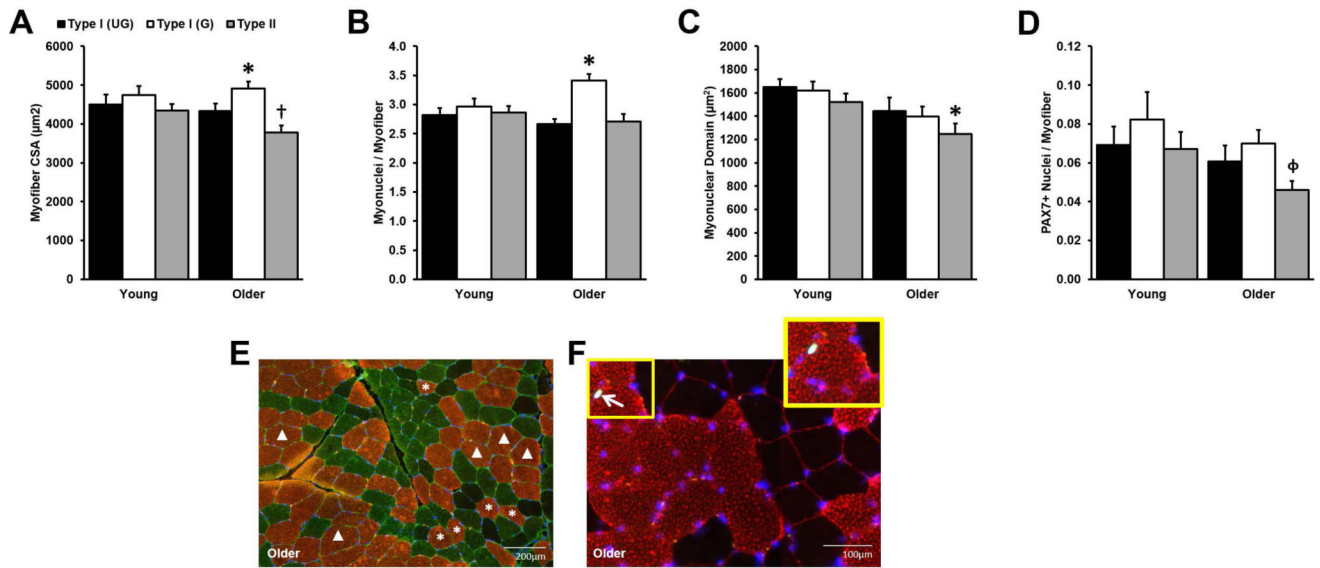 A
■ Type I (UG) □ Type I (G) ■ Type II
Myofiber CSA (µm2)
6000
5000
4000
3000
2000
1000
0
*
†
Young
Older
B
Myonuclei / Myofiber
4.0
3.5
3.0
2.5
2.0
1.5
1.0
0.5
0.0
*
Young
Older
C
Myonuclear Domain (µm²)
2000
1800
1600
1400
1200
1000
800
600
400
200
0
*
Young
Older
D
PAX7+ Nuclei / Myofiber
0.12
0.10
0.08
0.06
0.04
0.02
0.00
ϕ
Young
Older
E
*
* *
* *
Older
200µm
F
Older
100µm